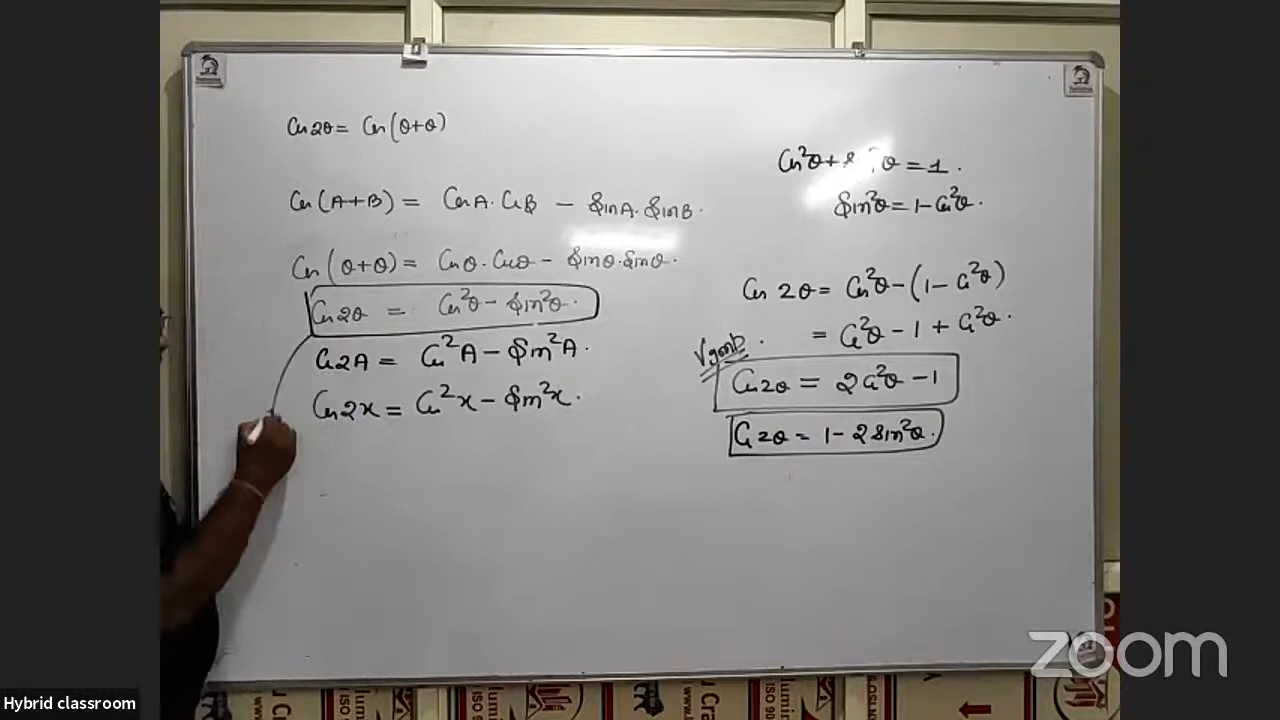 Cos2θ = Cos(θ+θ)
Cos(A+B) = CosA. CosB - SinA. SinB.
Cos(θ+θ) = Cosθ. Cosθ - Sinθ. Sinθ.
Cos2θ = Cos²θ - Sin²θ.
Cos2A = Cos²A - Sin²A.
Cos2x = Cos²x - Sin²x.
Cos²θ + S θ = 1.
Sin²θ = 1 - Cos²θ.
Cos 2θ = Cos²θ - (1 - Cos²θ)
= Cos²θ - 1 + Cos²θ.
Cos2θ = 2Cos²θ - 1
Cos2θ = 1 - 2Sin²θ.
zoom
Hybrid classroom
ISO 90